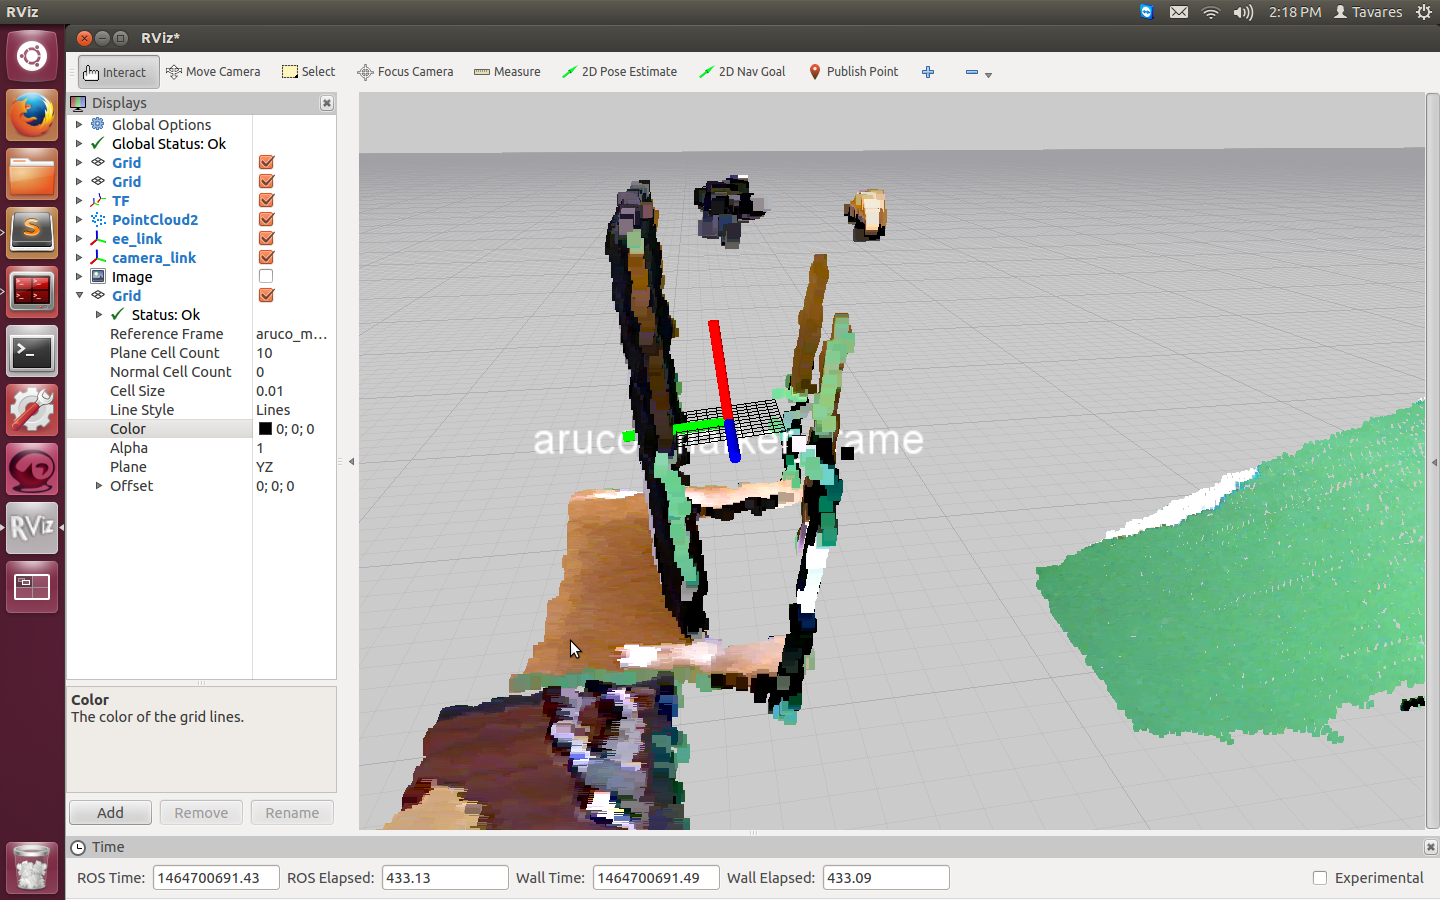 RViz
2:18 PM Tavares
RViz*
Interact Move Camera Select Focus Camera Measure 2D Pose Estimate 2D Nav Goal Publish Point
Displays
Global Options
Global Status: Ok
Grid
Grid
TF
PointCloud2
ee_link
camera_link
Image
Grid
Status: Ok
Reference Frame aruco_m...
Plane Cell Count 10
Normal Cell Count 0
Cell Size 0.01
Line Style Lines
Color 0; 0; 0
Alpha 1
Plane YZ
Offset 0; 0; 0
Color
The color of the grid lines.
Add Remove Rename
Time
ROS Time: 1464700691.43 ROS Elapsed: 433.13 Wall Time: 1464700691.49 Wall Elapsed: 433.09 Experimental
RViz